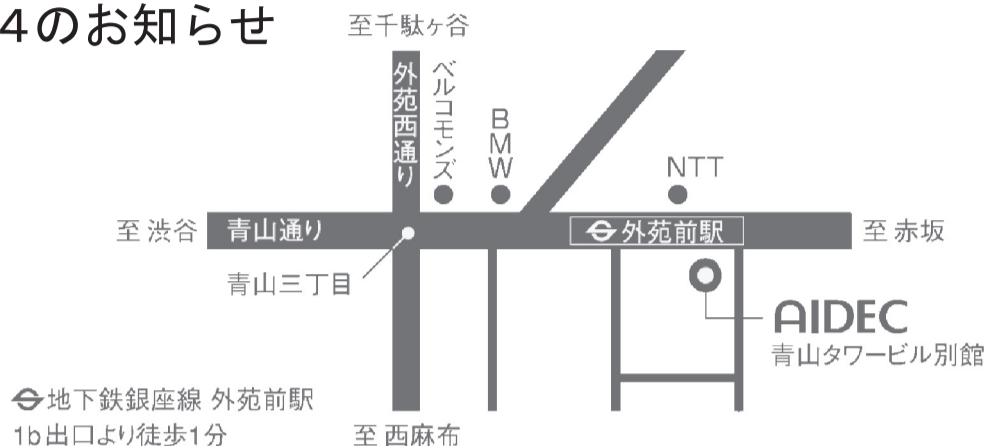 4のお知らせ
至千駄ヶ谷
外苑西通り
ベルコモンズ
BMW
NTT
至 渋谷
青山通り
外苑前駅
至 赤坂
青山三丁目
AIDEC
青山タワービル別館
地下鉄銀座線 外苑前駅
1b出口より徒歩1分
至 西麻布